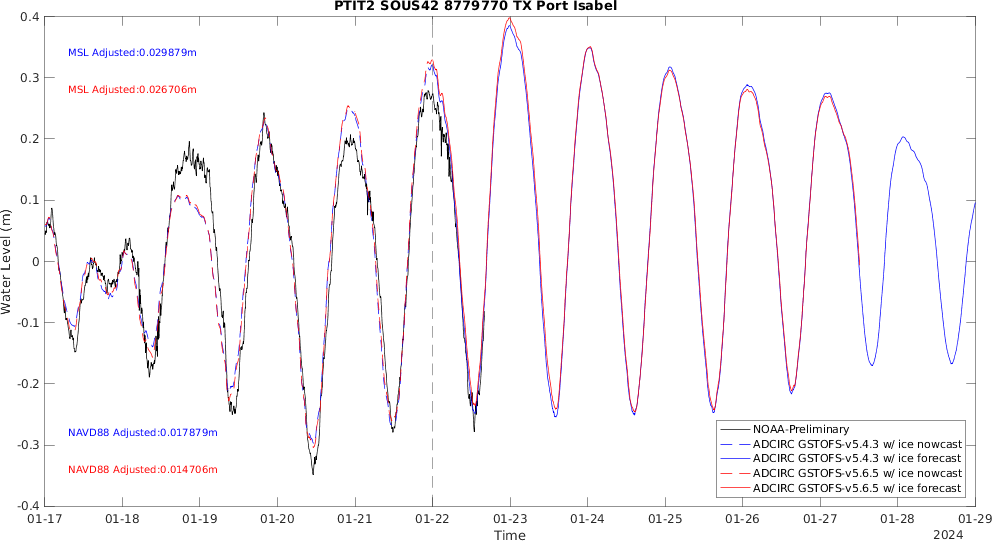 PTIT2 SOUS42 8779770 TX Port Isabel
0.4
0.3
0.2
0.1
0
-0.1
-0.2
-0.3
-0.4
Water Level (m)
MSL Adjusted:0.029879m
MSL Adjusted:0.026706m
NAVD88 Adjusted:0.017879m
NAVD88 Adjusted:0.014706m
NOAA-Preliminary
ADCIRC GSTOFS-v5.4.3 w/ ice nowcast
ADCIRC GSTOFS-v5.4.3 w/ ice forecast
ADCIRC GSTOFS-v5.6.5 w/ ice nowcast
ADCIRC GSTOFS-v5.6.5 w/ ice forecast
01-17 01-18 01-19 01-20 01-21 01-22 01-23 01-24 01-25 01-26 01-27 01-28 01-29
Time
2024